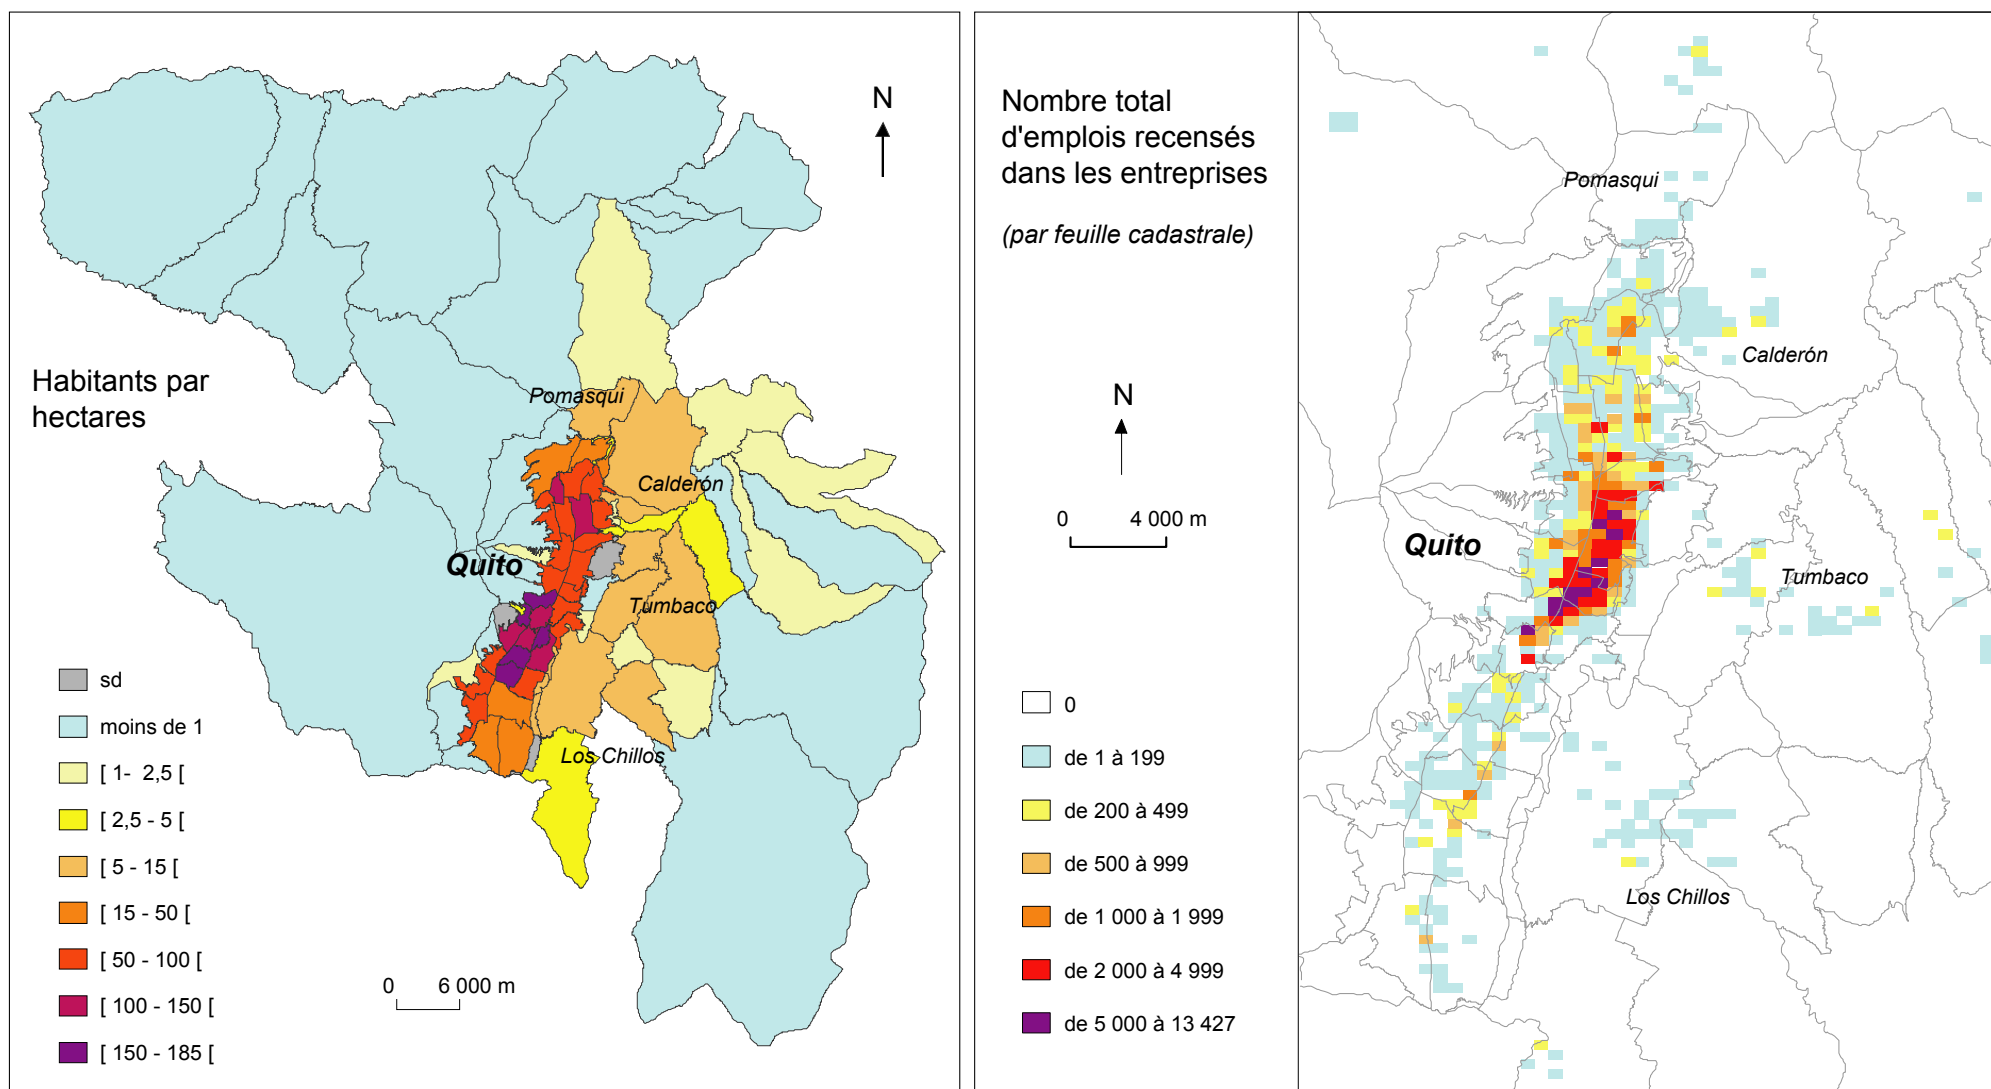 N
Habitants par
hectares
Pomasqui
Calderón
Quito
Tumbaco
Los Chillos
sd
moins de 1
[ 1- 2,5 [
[ 2,5 - 5 [
[ 5 - 15 [
[ 15 - 50 [
[ 50 - 100 [
[ 100 - 150 [
[ 150 - 185 [
0 6 000 m
Nombre total
d'emplois recensés
dans les entreprises
(par feuille cadastrale)
N
0 4 000 m
0
de 1 à 199
de 200 à 499
de 500 à 999
de 1 000 à 1 999
de 2 000 à 4 999
de 5 000 à 13 427
Pomasqui
Calderón
Quito
Tumbaco
Los Chillos